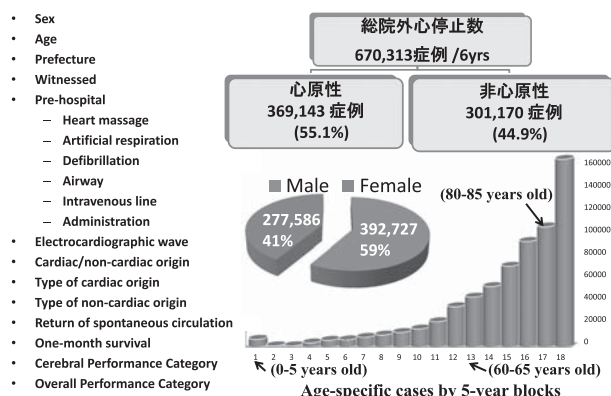 • Sex
• Age
• Prefecture
• Witnessed
• Pre-hospital
– Heart massage
– Artificial respiration
– Defibrillation
– Airway
– Intravenous line
– Administration
• Electrocardiographic wave
• Cardiac/non-cardiac origin
• Type of cardiac origin
• Type of non-cardiac origin
• Return of spontaneous circulation
• One-month survival
• Cerebral Performance Category
• Overall Performance Category
総院外心停止数
670,313症例 /6yrs
心原性
369,143 症例
(55.1%)
非心原性
301,170 症例
(44.9%)
Male Female
277,586
41%
392,727
59%
(80-85 years old)
160000
140000
120000
100000
80000
60000
40000
20000
0
1 2 3 4 5 6 7 8 9 10 11 12 13 14 15 16 17 18
(0-5 years old)
(60-65 years old)
Age-specific cases by 5-year blocks